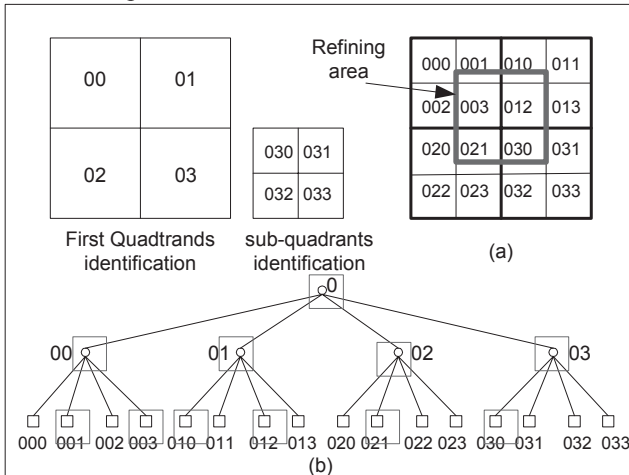 00 01
02 03
First Quadtrands
identification
030 031
032 033
sub-quadrants
identification
Refining
area
000 001 010 011
002 003 012 013
020 021 030 031
022 023 032 033
(a)
0
00 01 02 03
000 001 002 003 010 011 012 013 020 021 022 023 030 031 032 033
(b)